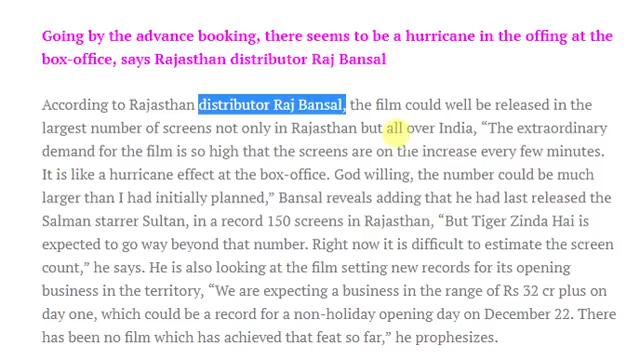 Going by the advance booking, there seems to be a hurricane in the offing at the
box-office, says Rajasthan distributor Raj Bansal
According to Rajasthan distributor Raj Bansal, the film could well be released in the
largest number of screens not only in Rajasthan but all over India, “The extraordinary
demand for the film is so high that the screens are on the increase every few minutes.
It is like a hurricane effect at the box-office. God willing, the number could be much
larger than I had initially planned,” Bansal reveals adding that he had last released the
Salman starrer Sultan, in a record 150 screens in Rajasthan, “But Tiger Zinda Hai is
expected to go way beyond that number. Right now it is difficult to estimate the screen
count,” he says. He is also looking at the film setting new records for its opening
business in the territory, “We are expecting a business in the range of Rs 32 cr plus on
day one, which could be a record for a non-holiday opening day on December 22. There
has been no film which has achieved that feat so far,” he prophesizes.